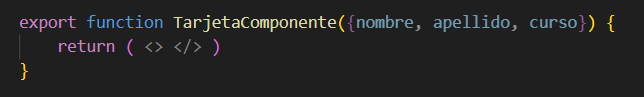 export function TarjetaComponente({nombre, apellido, curso}) {
    return ( <> </> )
}